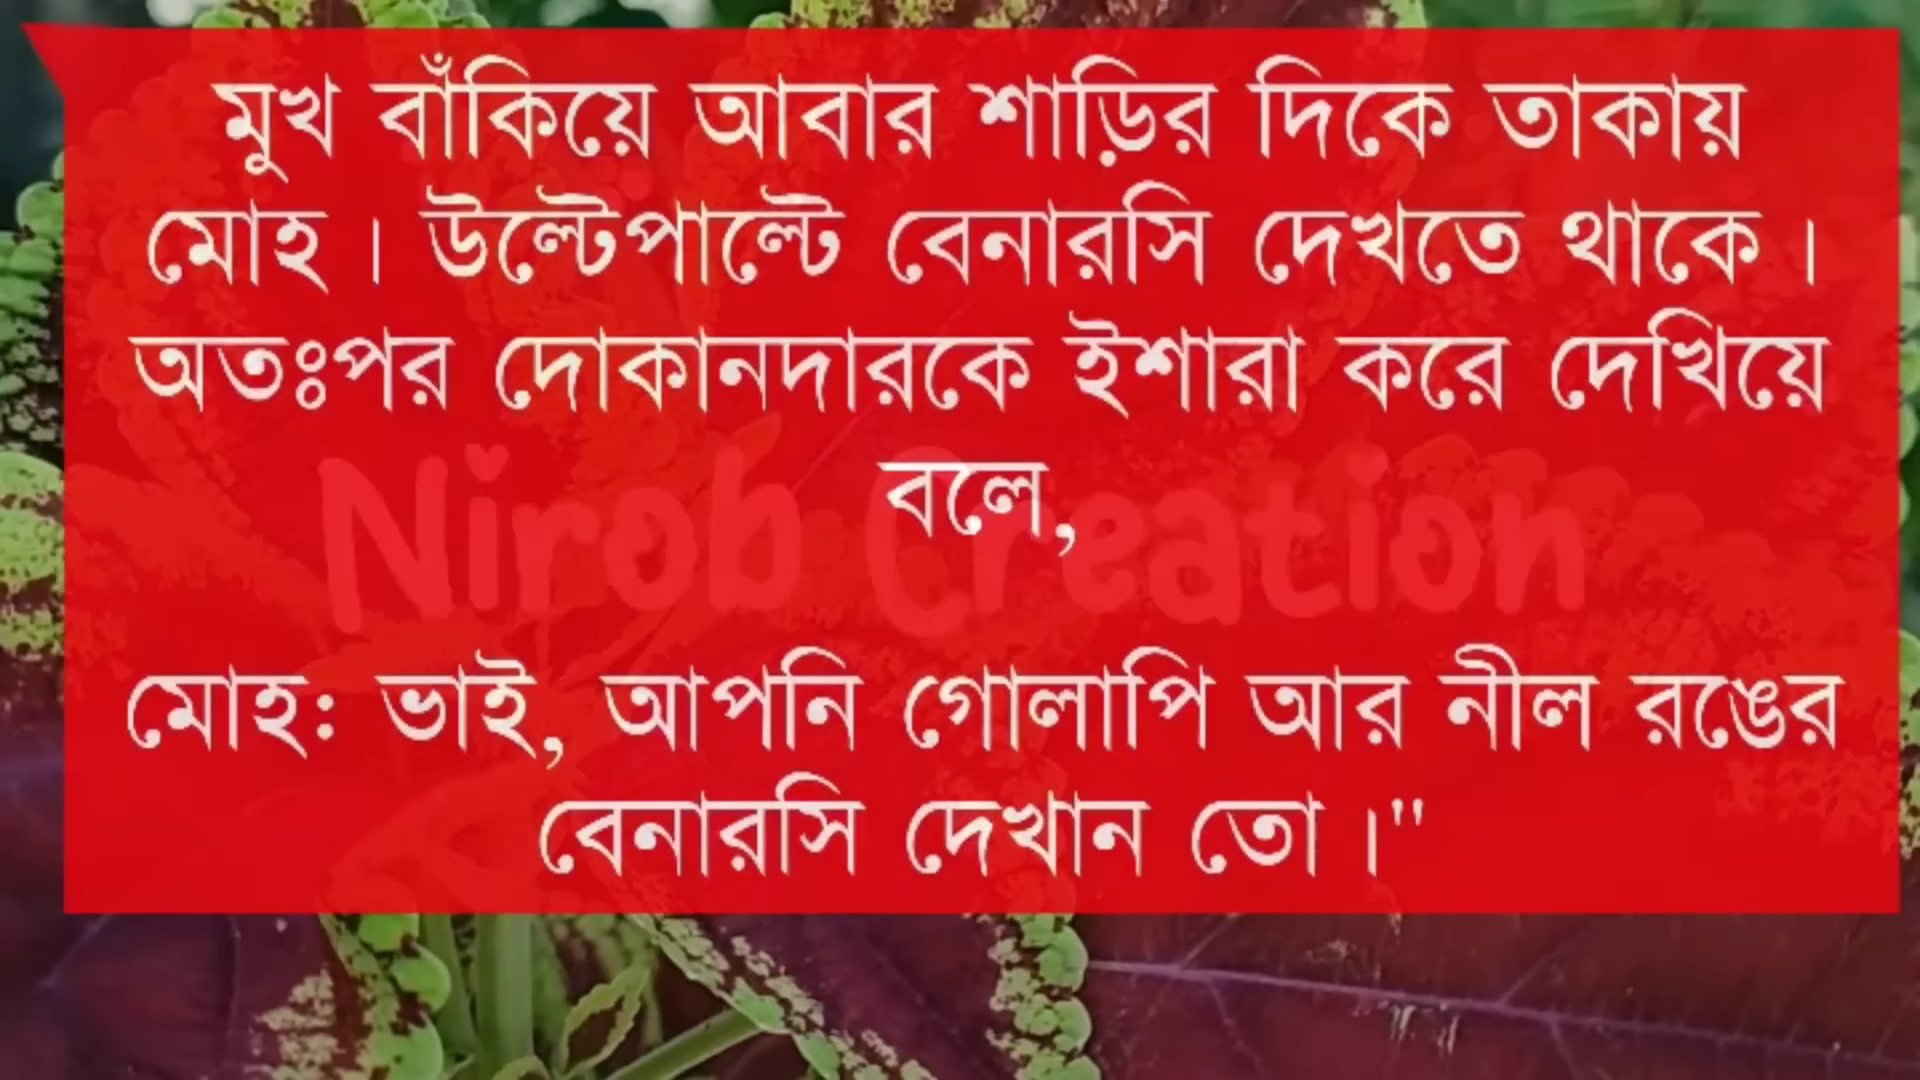 মুখ বাঁকিয়ে আবার শাড়ির দিকে তাকায়
মোহ। উল্টেপাল্টে বেনারসি দেখতে থাকে।
অতঃপর দোকানদারকে ইশারা করে দেখিয়ে
বলে,
Nirob Creation
মোহঃ ভাই, আপনি গোলাপি আর নীল রঙের
বেনারসি দেখান তো।"